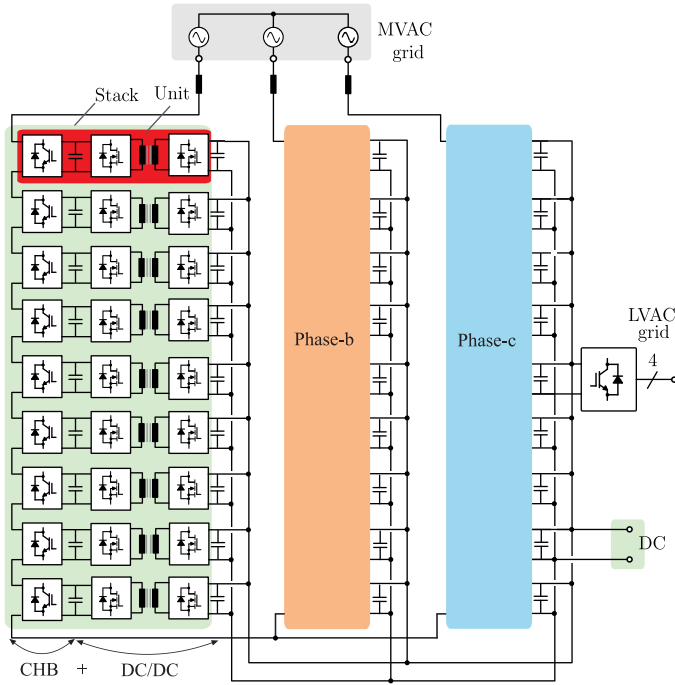 MVAC
grid
Stack
Unit
Phase-b
Phase-c
LVAC
grid
4
DC
CHB + DC/DC